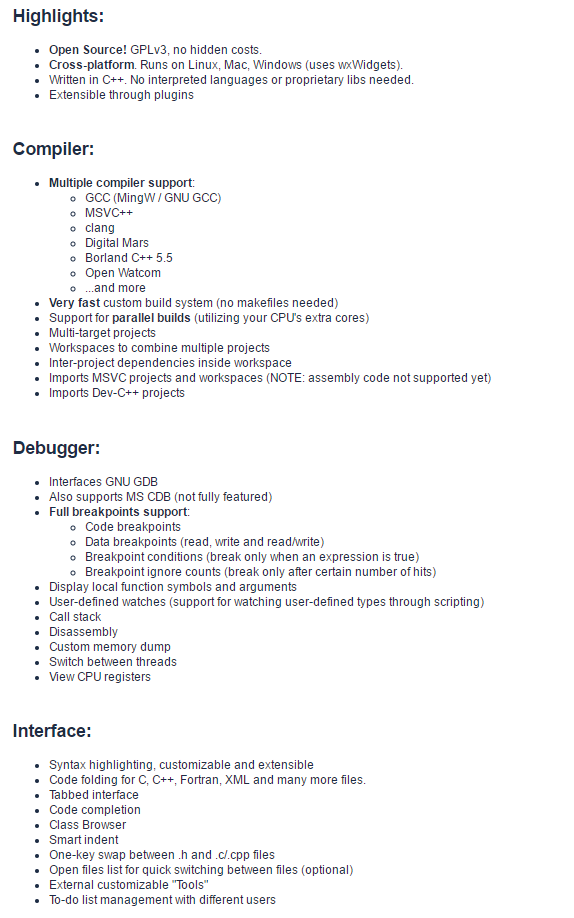 Highlights:
Open Source! GPLv3, no hidden costs.
Cross-platform. Runs on Linux, Mac, Windows (uses wxWidgets).
Written in C++. No interpreted languages or proprietary libs needed.
Extensible through plugins
Compiler:
Multiple compiler support:
GCC (MingW / GNU GCC)
MSVC++
clang
Digital Mars
Borland C++ 5.5
Open Watcom
...and more
Very fast custom build system (no makefiles needed)
Support for parallel builds (utilizing your CPU's extra cores)
Multi-target projects
Workspaces to combine multiple projects
Inter-project dependencies inside workspace
Imports MSVC projects and workspaces (NOTE: assembly code not supported yet)
Imports Dev-C++ projects
Debugger:
Interfaces GNU GDB
Also supports MS CDB (not fully featured)
Full breakpoints support:
Code breakpoints
Data breakpoints (read, write and read/write)
Breakpoint conditions (break only when an expression is true)
Breakpoint ignore counts (break only after certain number of hits)
Display local function symbols and arguments
User-defined watches (support for watching user-defined types through scripting)
Call stack
Disassembly
Custom memory dump
Switch between threads
View CPU registers
Interface:
Syntax highlighting, customizable and extensible
Code folding for C, C++, Fortran, XML and many more files.
Tabbed interface
Code completion
Class Browser
Smart indent
One-key swap between .h and .c/.cpp files
Open files list for quick switching between files (optional)
External customizable "Tools"
To-do list management with different users